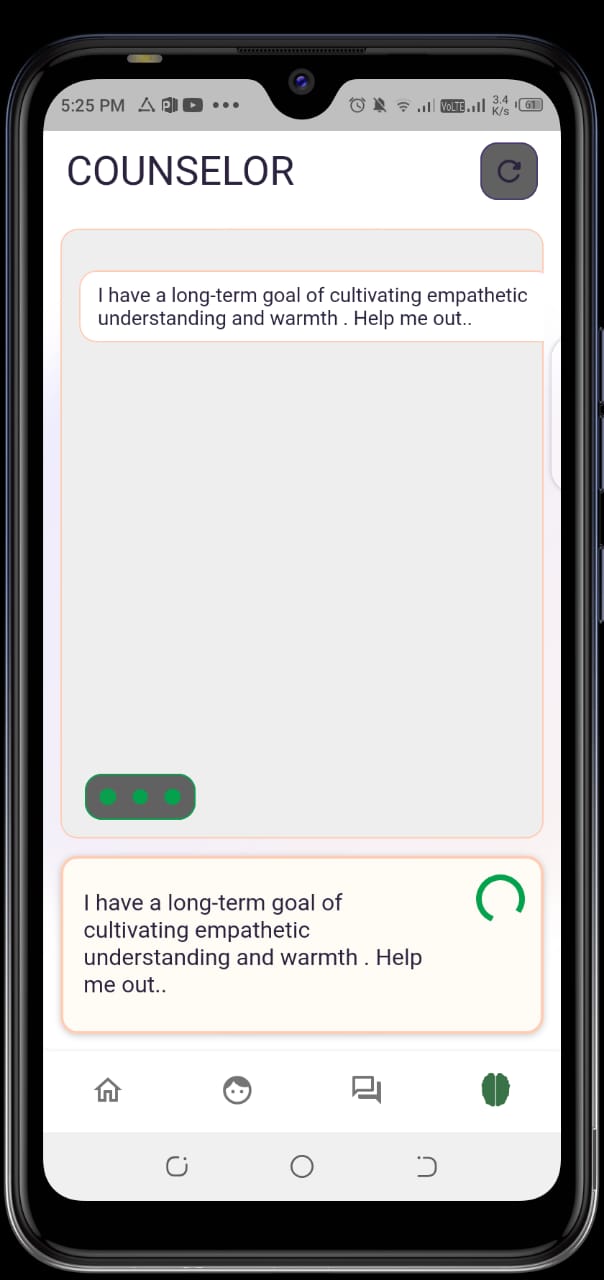 5:25 PM
VoLTE
3.4
K/s
61
COUNSELOR
I have a long-term goal of cultivating empathetic
understanding and warmth . Help me out..
I have a long-term goal of
cultivating empathetic
understanding and warmth . Help
me out..